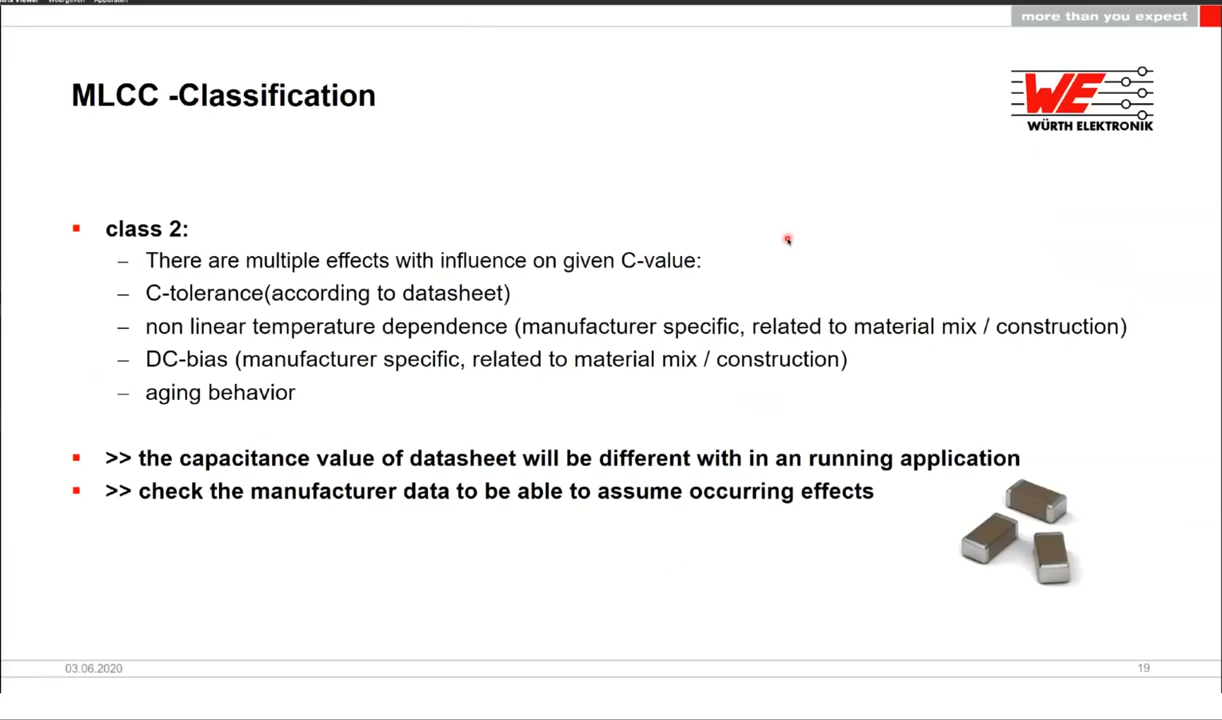 more than you expect
MLCC -Classification
WE
WÜRTH ELEKTRONIK
class 2:
– There are multiple effects with influence on given C-value:
– C-tolerance(according to datasheet)
– non linear temperature dependence (manufacturer specific, related to material mix / construction)
– DC-bias (manufacturer specific, related to material mix / construction)
– aging behavior
>> the capacitance value of datasheet will be different with in an running application
>> check the manufacturer data to be able to assume occurring effects
03.06.2020
19